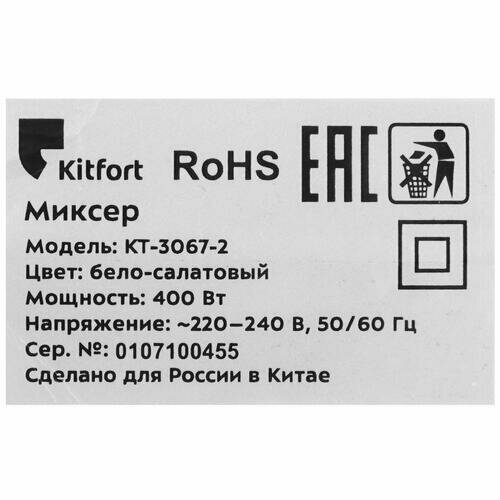 Kitfort RoHS EAC
Миксер
Модель: КТ-3067-2
Цвет: бело-салатовый
Мощность: 400 Вт
Напряжение: ~220–240 В, 50/60 Гц
Сер. №: 0107100455
Сделано для России в Китае